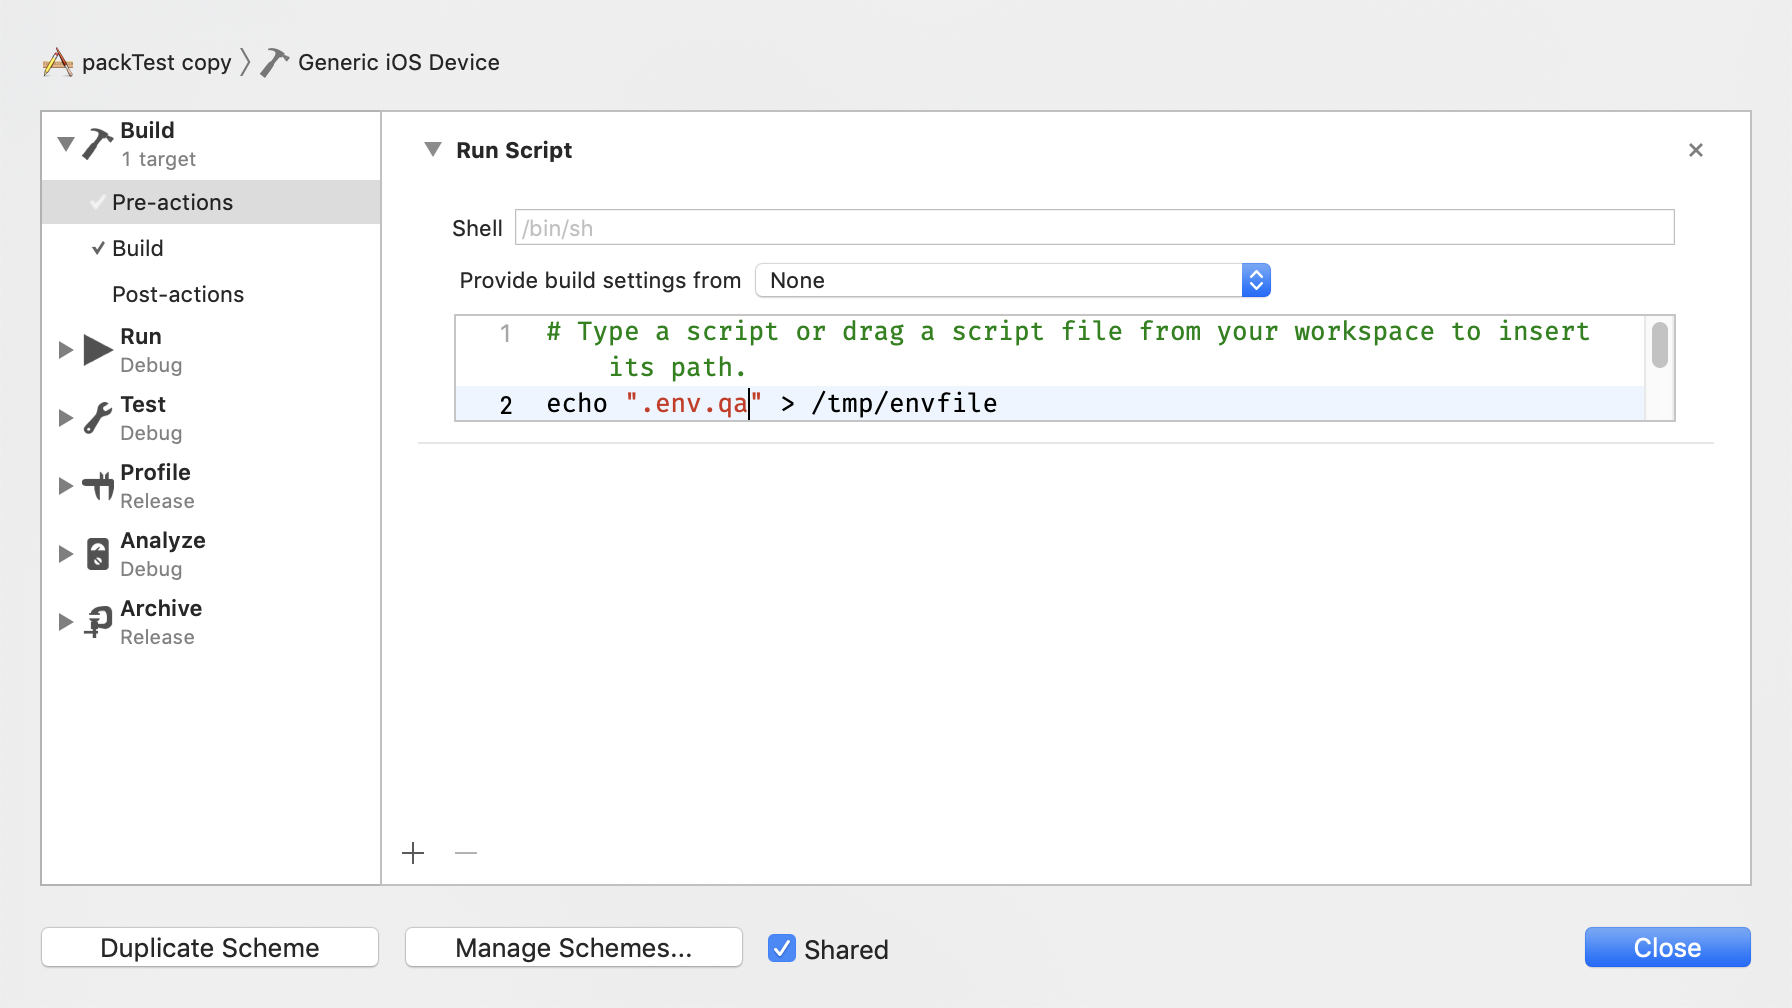 packTest copy Generic iOS Device
Build
1 target
Pre-actions
Build
Post-actions
Run
Debug
Test
Debug
Profile
Release
Analyze
Debug
Archive
Release
Run Script
Shell /bin/sh
Provide build settings from None
1 # Type a script or drag a script file from your workspace to insert
its path.
2 echo ".env.qa" > /tmp/envfile
Duplicate Scheme
Manage Schemes...
Shared
Close